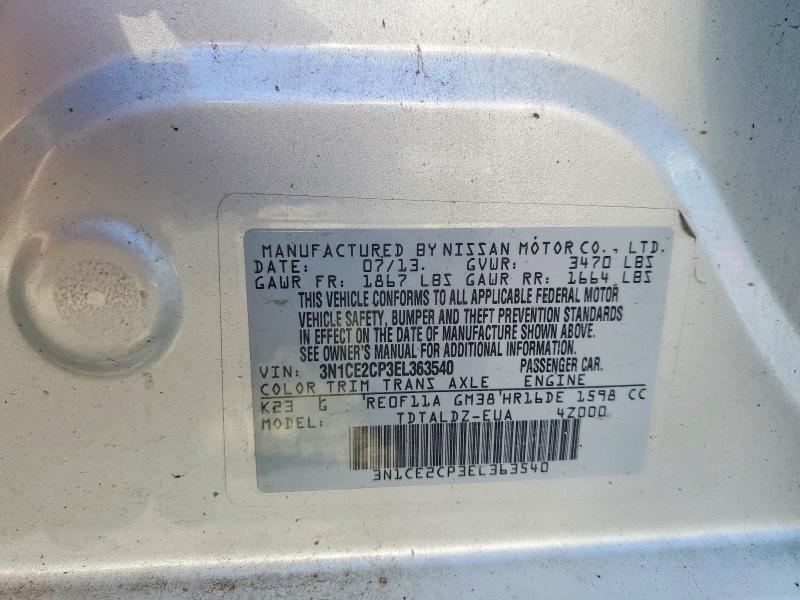 MANUFACTURED BY NISSAN MOTOR CO., LTD.
DATE: 07/13. GVWR: 3470 LBS
GAWR FR: 1867 LBS GAWR RR: 1664 LBS
THIS VEHICLE CONFORMS TO ALL APPLICABLE FEDERAL MOTOR
VEHICLE SAFETY, BUMPER AND THEFT PREVENTION STANDARDS
IN EFFECT ON THE DATE OF MANUFACTURE SHOWN ABOVE.
SEE OWNER'S MANUAL FOR ADDITIONAL INFORMATION.
VIN: 3N1CE2CP3EL363540 PASSENGER CAR.
COLOR TRIM TRANS AXLE ENGINE
K23 G 'RE0F11A GM38'HR16DE 1598 CC
MODEL: TDTALDZ-EUA 4Z000
3N1CE2CP3EL363540